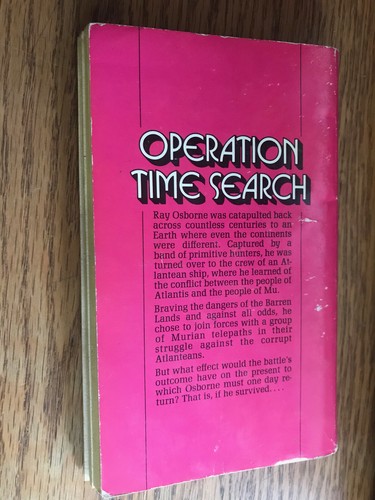 OPERATION
TIME SEARCH
Ray Osborne was catapulted back
across countless centuries to an
Earth where even the continents
were different. Captured by a
band of primitive hunters, he was
turned over to the crew of an At-
lantean ship, where he learned of
the conflict between the people of
Atlantis and the people of Mu.
Braving the dangers of the Barren
Lands and against all odds, he
chose to join forces with a group
of Murian telepaths in their
struggle against the corrupt
Atlanteans.
But what effect would the battle's
outcome have on the present to
which Osborne must one day re-
turn? That is, if he survived....